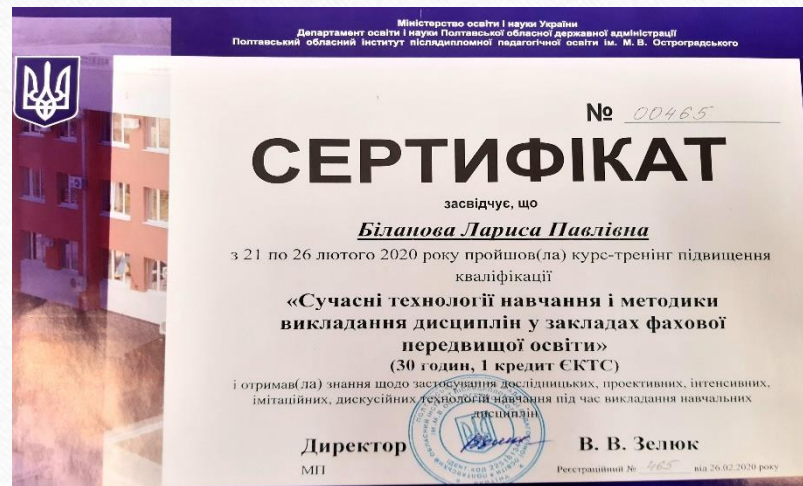 Міністерство освіти і науки України
Департамент освіти і науки Полтавської обласної державної адміністрації
Полтавський обласний інститут післядипломної педагогічної освіти ім. М. В. Остроградського
№ 00465
СЕРТИФІКАТ
засвідчує, що
Біланова Лариса Павлівна
з 21 по 26 лютого 2020 року пройшов(ла) курс-тренінг підвищення
кваліфікації
«Сучасні технології навчання і методики
викладання дисциплін у закладах фахової
передвищої освіти»
(30 годин, 1 кредит ЄКТС)
і отримав(ла) знання щодо застосування дослідницьких, проективних, інтенсивних,
імітаційних, дискусійних технологій навчання під час викладання навчальних
дисциплін
Директор В. В. Зелюк
МП Реєстраційний № 465 від 26.02.2020 року